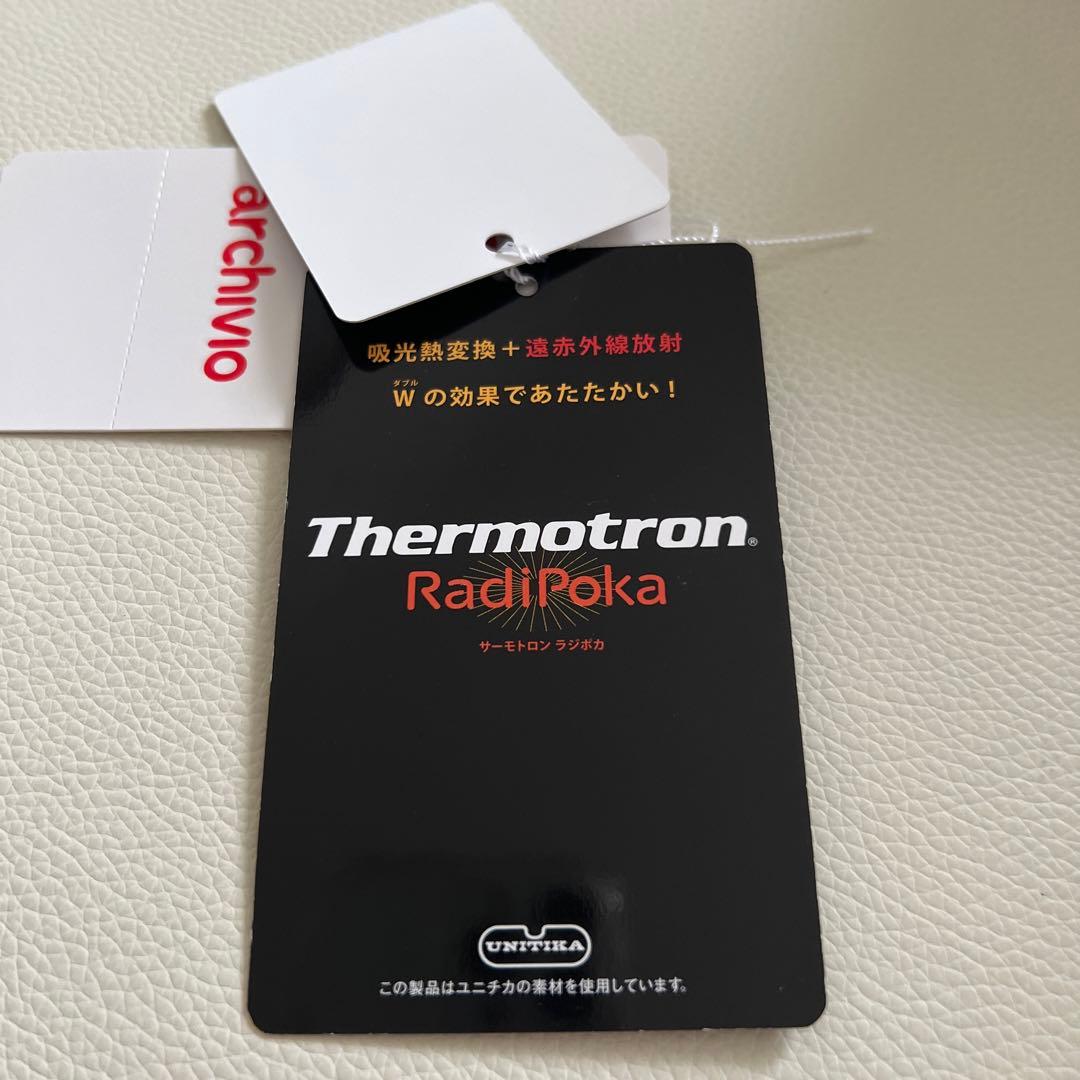 archivio
吸光熱変換＋遠赤外線放射
ダブル
Wの効果であたたかい！
Thermotron®
RadiPoka
サーモトロン ラジポカ
UNITIKA
この製品はユニチカの素材を使用しています。